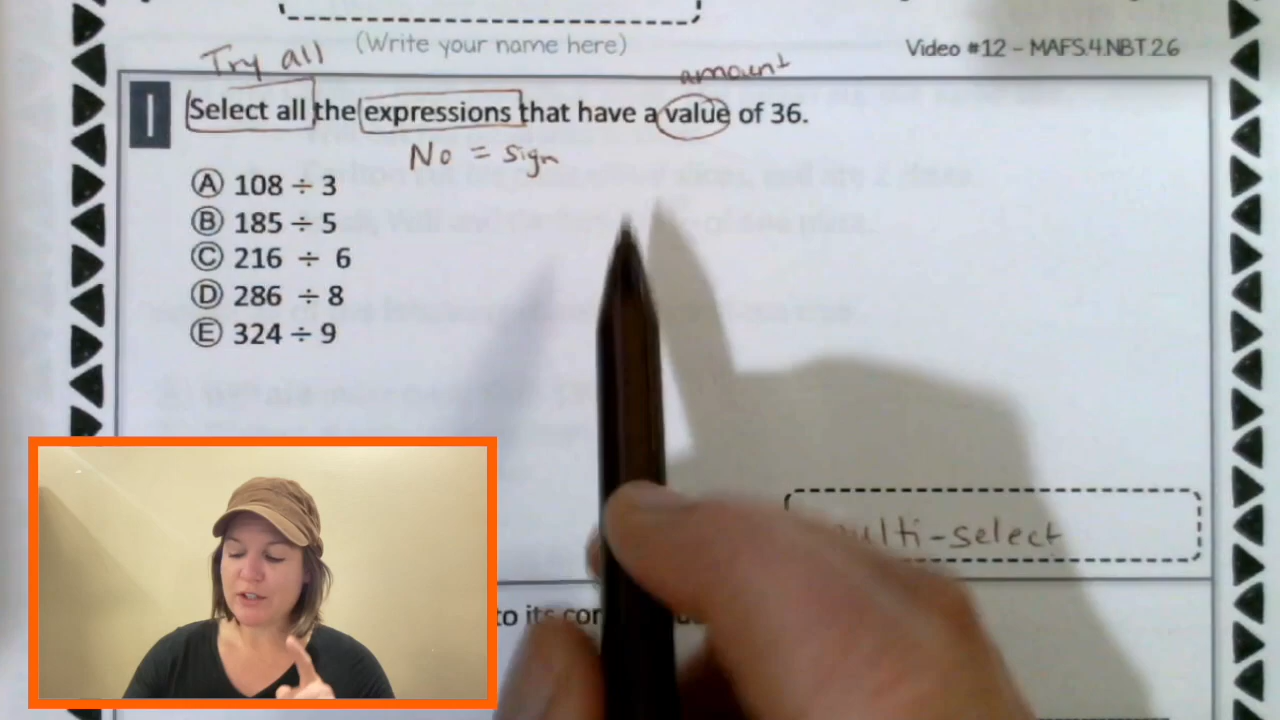 (Write your name here)
Video #12 – MAFS.4.NBT.2.6
Try all
amount
1
Select all the expressions that have a value of 36.
No = sign
Ⓐ 108 ÷ 3
Ⓑ 185 ÷ 5
Ⓒ 216 ÷ 6
Ⓓ 286 ÷ 8
Ⓔ 324 ÷ 9
multi-select
to its